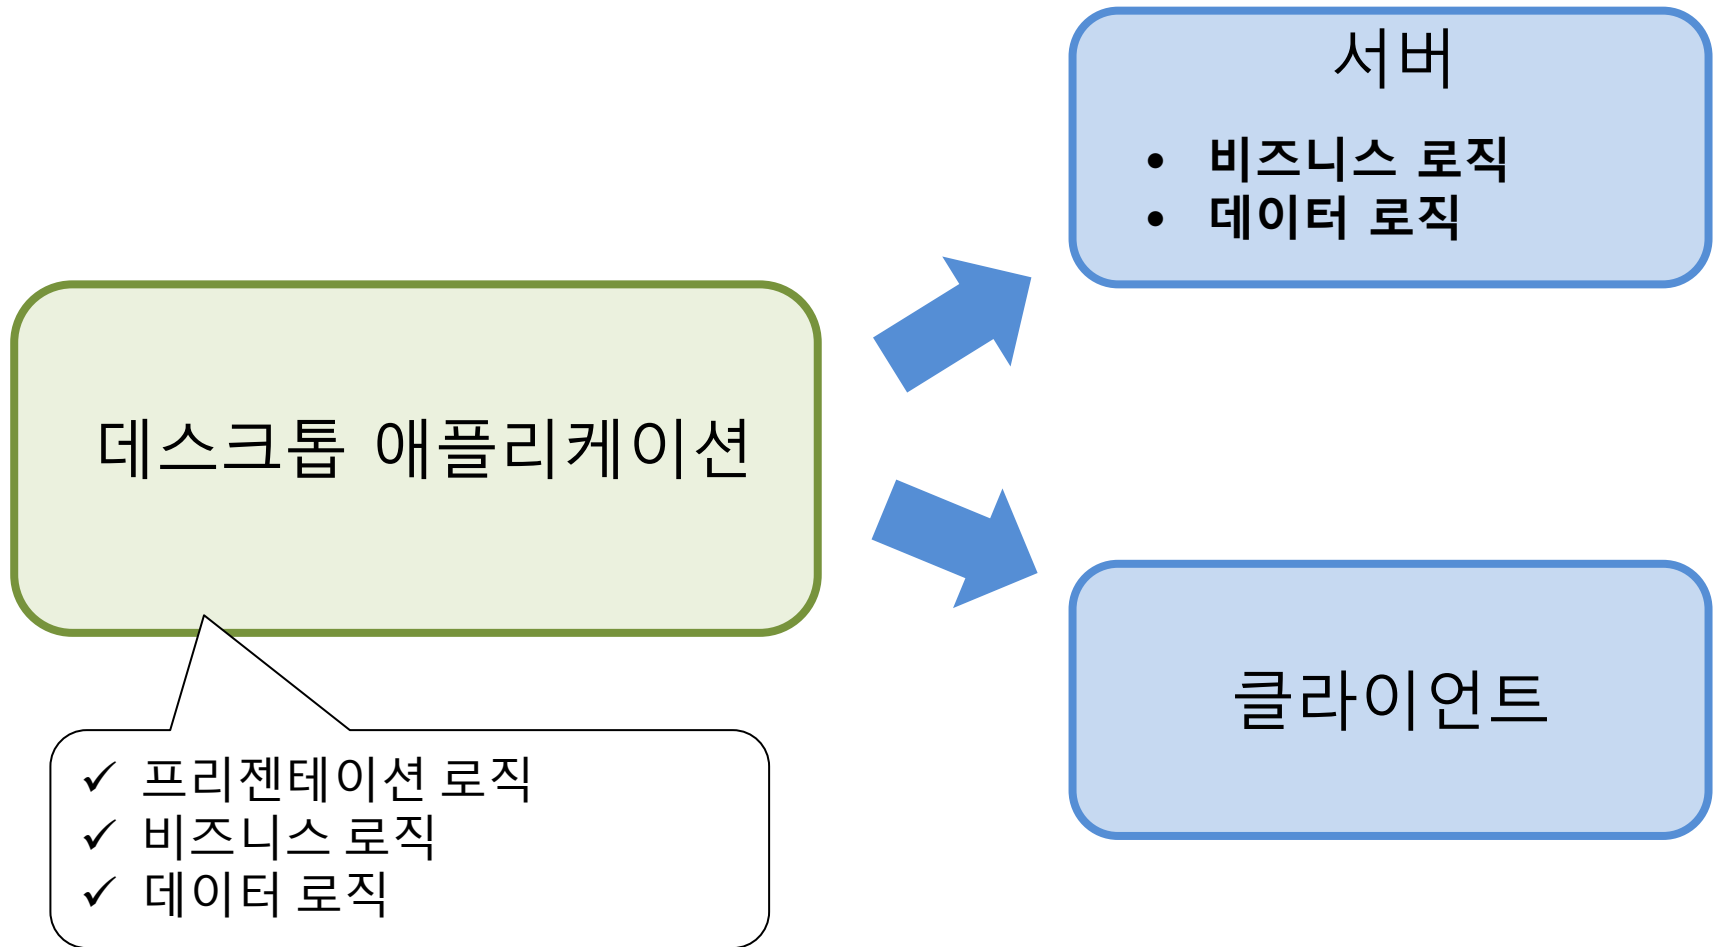 서버
• 비즈니스 로직
• 데이터 로직
데스크톱 애플리케이션
클라이언트
✓ 프리젠테이션 로직
✓ 비즈니스 로직
✓ 데이터 로직